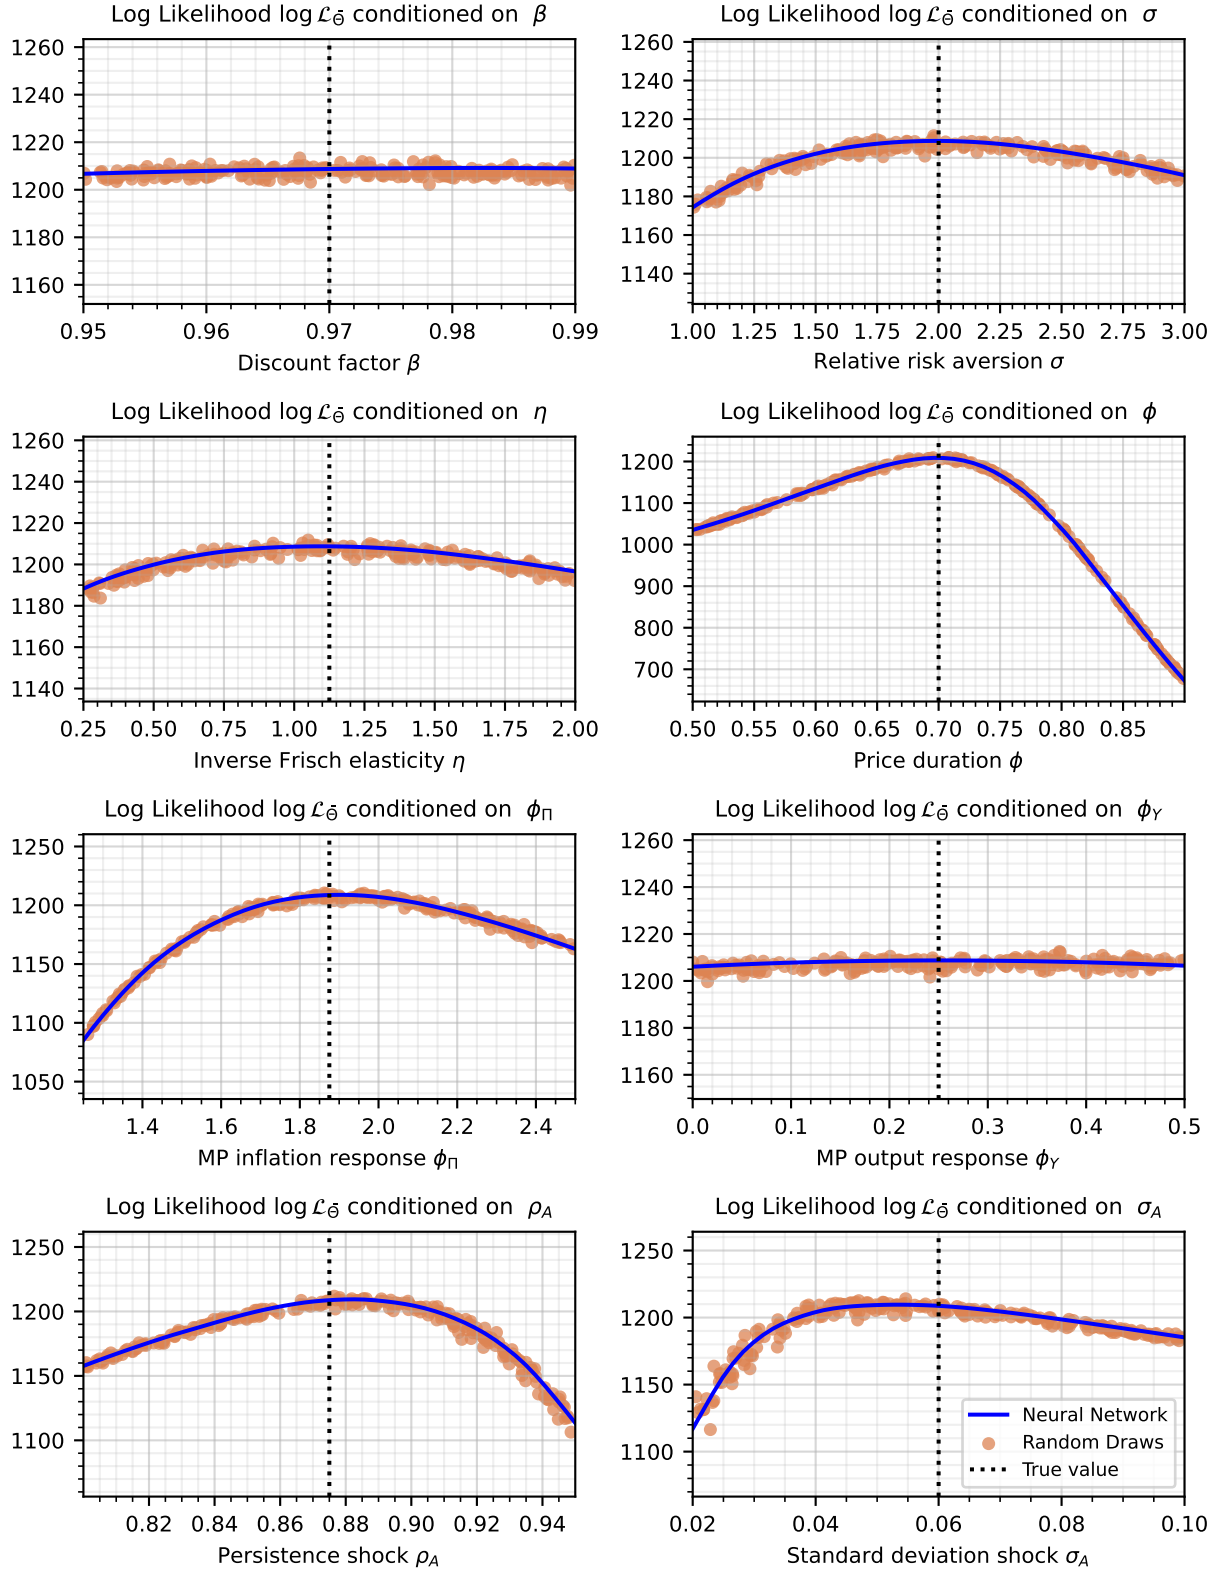 Log Likelihood log ℒ_Θ̄ conditioned on β
1260
1240
1220
1200
1180
1160
0.95 0.96 0.97 0.98 0.99
Discount factor β
Log Likelihood log ℒ_Θ̄ conditioned on σ
1260
1240
1220
1200
1180
1160
1140
1.00 1.25 1.50 1.75 2.00 2.25 2.50 2.75 3.00
Relative risk aversion σ
Log Likelihood log ℒ_Θ̄ conditioned on η
1260
1240
1220
1200
1180
1160
1140
0.25 0.50 0.75 1.00 1.25 1.50 1.75 2.00
Inverse Frisch elasticity η
Log Likelihood log ℒ_Θ̄ conditioned on ϕ
1200
1100
1000
900
800
700
0.50 0.55 0.60 0.65 0.70 0.75 0.80 0.85
Price duration ϕ
Log Likelihood log ℒ_Θ̄ conditioned on ϕ_Π
1250
1200
1150
1100
1050
1.4 1.6 1.8 2.0 2.2 2.4
MP inflation response ϕ_Π
Log Likelihood log ℒ_Θ̄ conditioned on ϕ_Y
1260
1240
1220
1200
1180
1160
0.0 0.1 0.2 0.3 0.4 0.5
MP output response ϕ_Y
Log Likelihood log ℒ_Θ̄ conditioned on ρ_A
1250
1200
1150
1100
0.82 0.84 0.86 0.88 0.90 0.92 0.94
Persistence shock ρ_A
Log Likelihood log ℒ_Θ̄ conditioned on σ_A
1250
1200
1150
1100
Neural Network
Random Draws
True value
0.02 0.04 0.06 0.08 0.10
Standard deviation shock σ_A